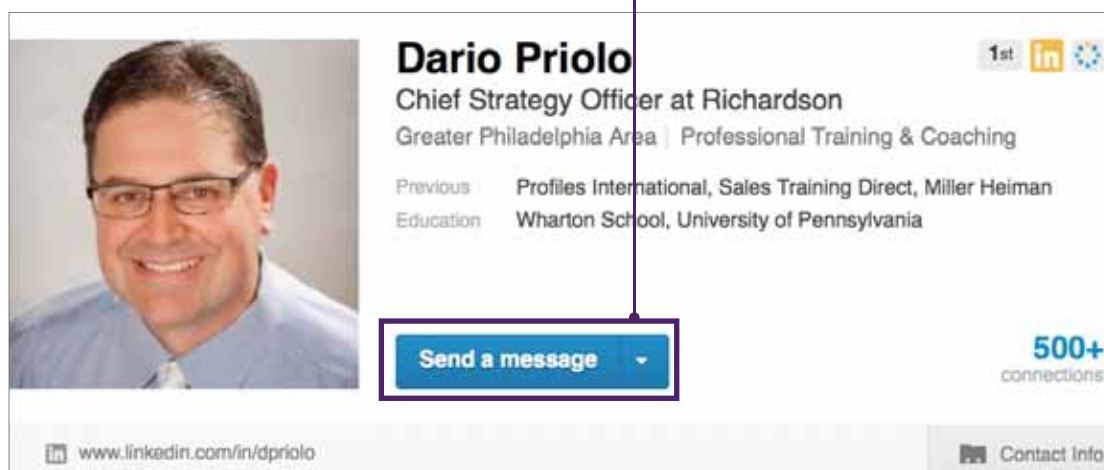 Dario Priolo
1st in
Chief Strategy Officer at Richardson
Greater Philadelphia Area | Professional Training & Coaching
Previous Profiles International, Sales Training Direct, Miller Heiman
Education Wharton School, University of Pennsylvania
Send a message
500+
connections
in www.linkedin.com/in/dpriolo
Contact Info